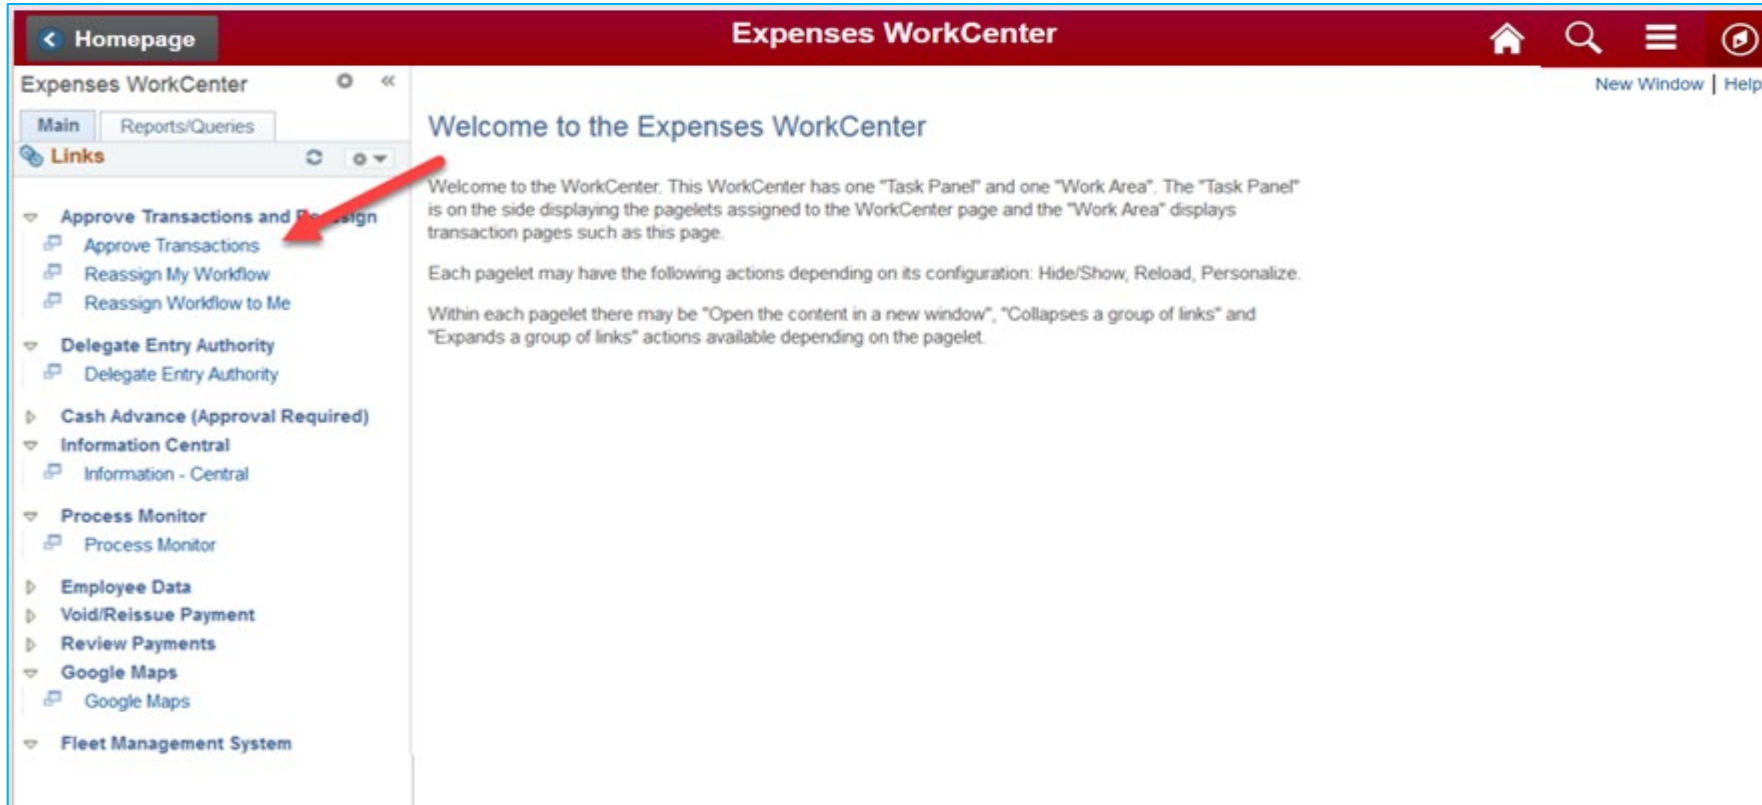 Homepage
Expenses WorkCenter
New Window | Help
Expenses WorkCenter
Main
Reports/Queries
Links
Approve Transactions and
Approve Transactions
Reassign My Workflow
Reassign Workflow to Me
Delegate Entry Authority
Delegate Entry Authority
Cash Advance (Approval Required)
Information Central
Information - Central
Process Monitor
Process Monitor
Employee Data
Void/Reissue Payment
Review Payments
Google Maps
Google Maps
Fleet Management System
Welcome to the Expenses WorkCenter
Welcome to the WorkCenter. This WorkCenter has one "Task Panel" and one "Work Area". The "Task Panel"
is on the side displaying the pagelets assigned to the WorkCenter page and the "Work Area" displays
transaction pages such as this page.
Each pagelet may have the following actions depending on its configuration: Hide/Show, Reload, Personalize.
Within each pagelet there may be "Open the content in a new window", "Collapses a group of links" and
"Expands a group of links" actions available depending on the pagelet.